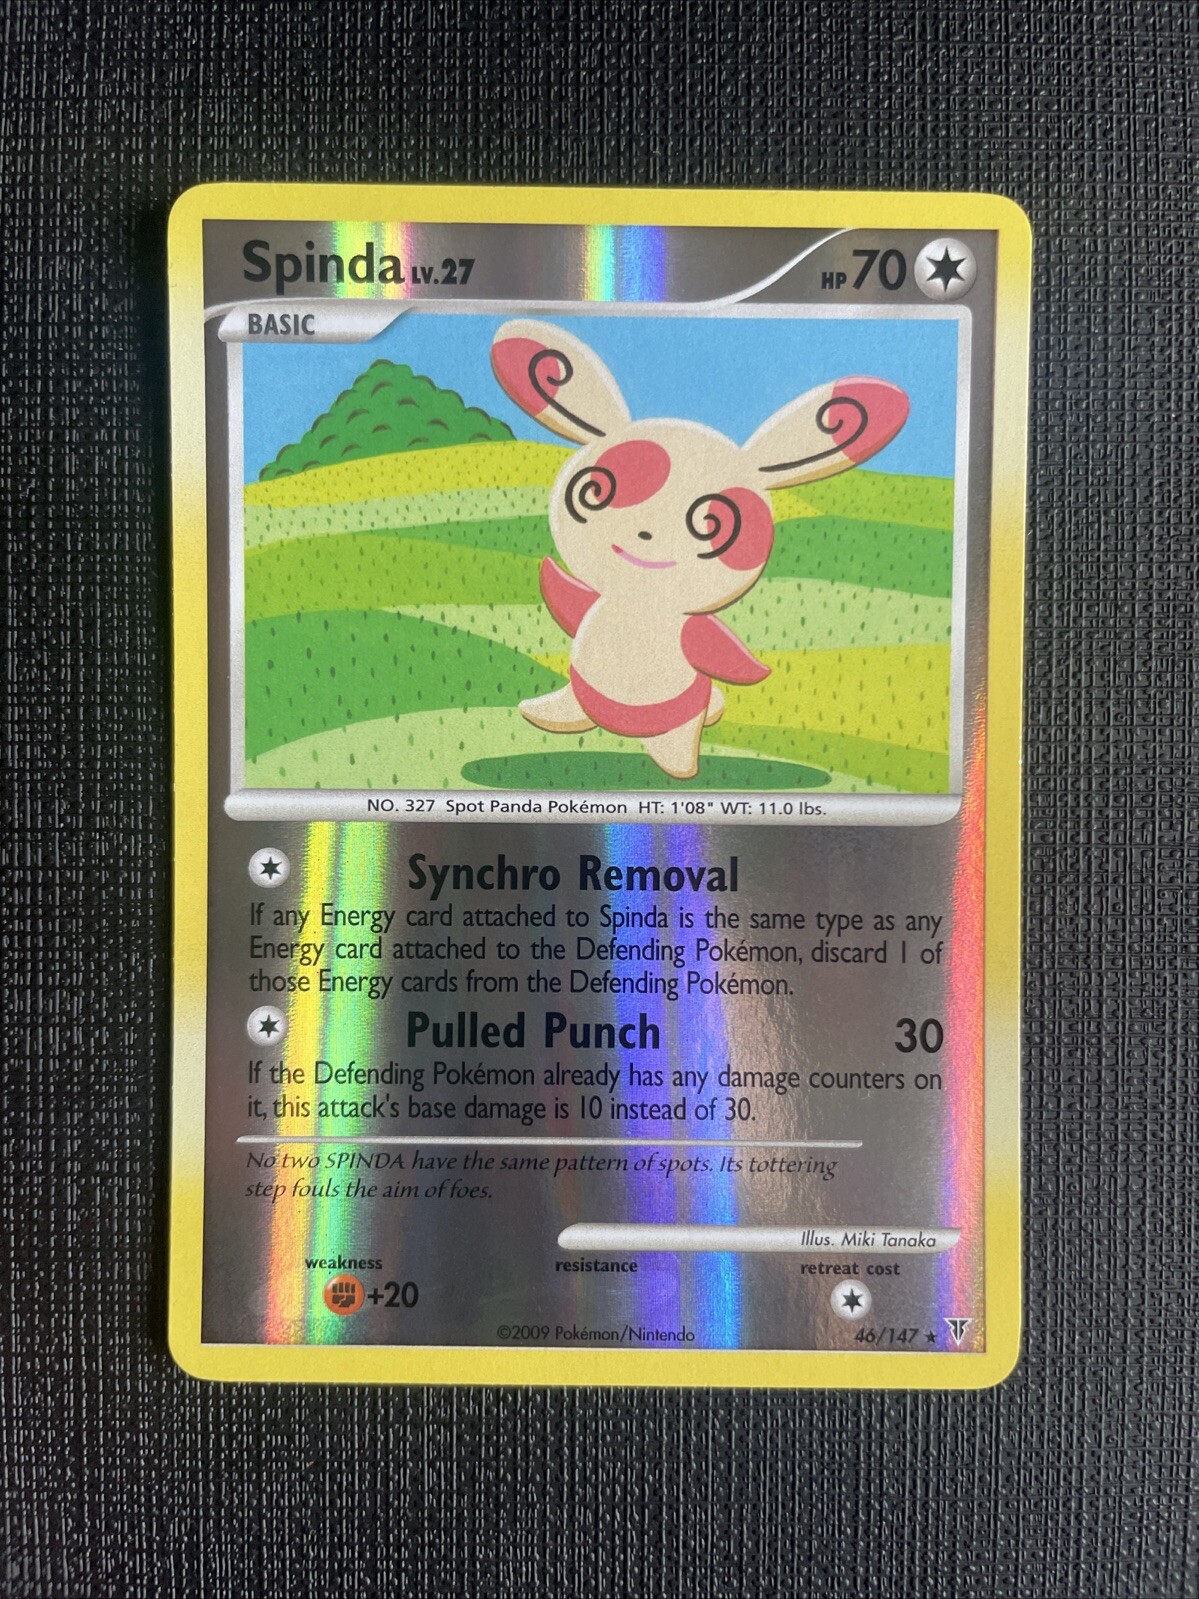 Spinda LV.27 HP 70
BASIC
NO. 327 Spot Panda Pokémon HT: 1'08" WT: 11.0 lbs.
Synchro Removal
If any Energy card attached to Spinda is the same type as any
Energy card attached to the Defending Pokémon, discard 1 of
those Energy cards from the Defending Pokémon.
Pulled Punch 30
If the Defending Pokémon already has any damage counters on
it, this attack's base damage is 10 instead of 30.
No two SPINDA have the same pattern of spots. Its tottering
step fouls the aim of foes.
Illus. Miki Tanaka
weakness resistance retreat cost
+20
©2009 Pokémon/Nintendo 46/147 ★